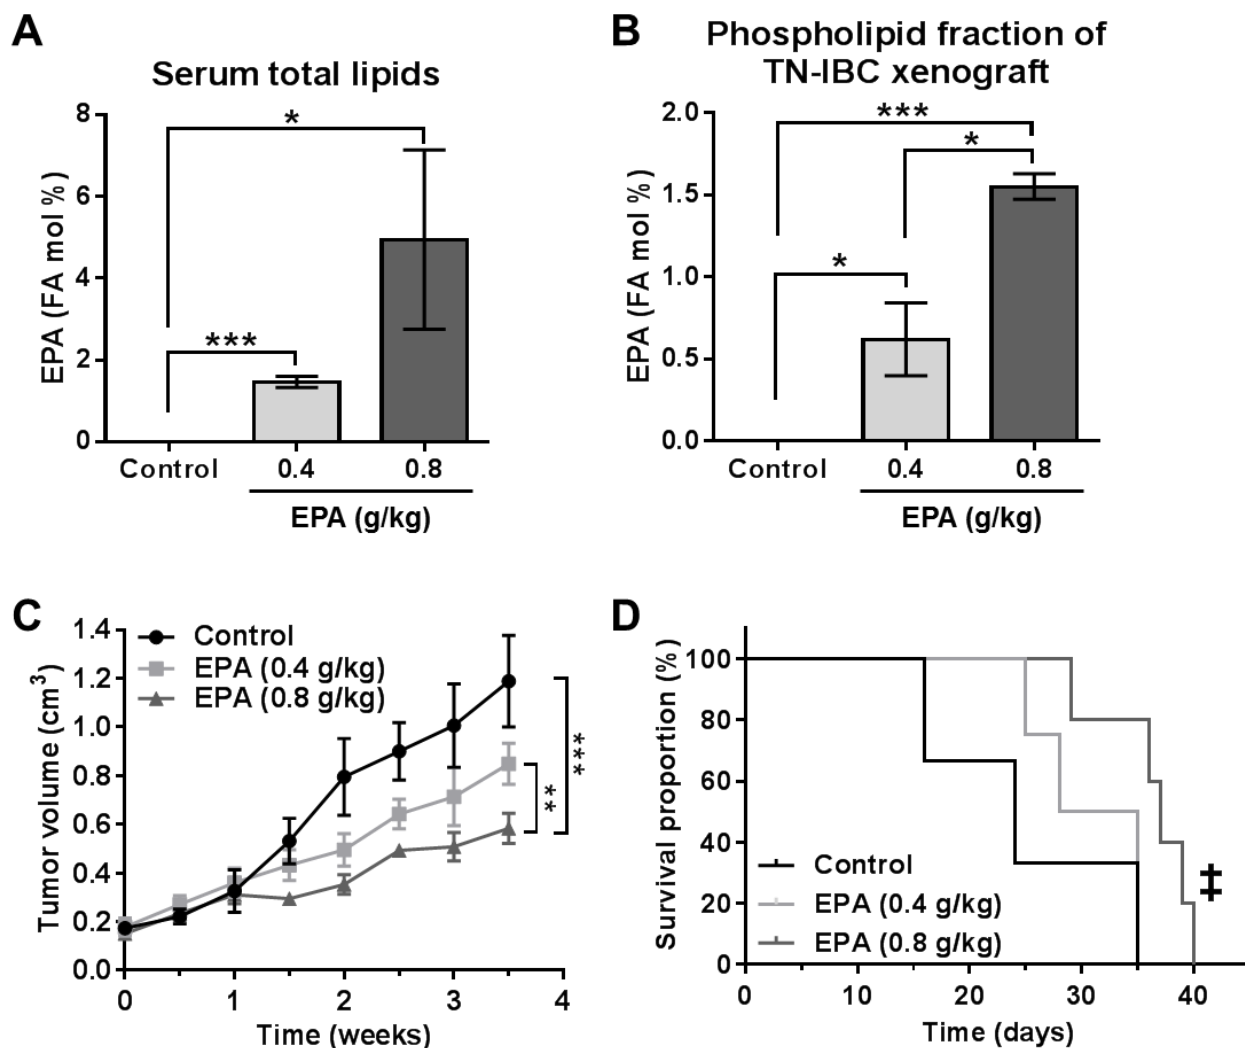 A
Serum total lipids
EPA (FA mol %)
8
6
4
2
0
*
***
Control
0.4
0.8
EPA (g/kg)
B
Phospholipid fraction of
TN-IBC xenograft
EPA (FA mol %)
2.0
1.5
1.0
0.5
0.0
***
*
*
Control
0.4
0.8
EPA (g/kg)
C
Tumor volume (cm³)
1.4
1.2
1.0
0.8
0.6
0.4
0.2
0.0
Control
EPA (0.4 g/kg)
EPA (0.8 g/kg)
***
**
0
1
2
3
4
Time (weeks)
D
Survival proportion (%)
100
80
60
40
20
0
Control
EPA (0.4 g/kg)
EPA (0.8 g/kg)
‡
0
10
20
30
40
Time (days)